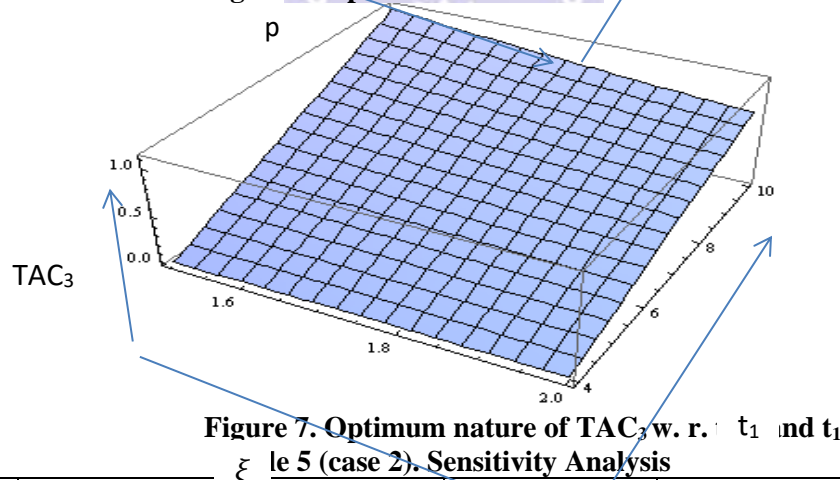 p
1.0
0.5
0.0
TAC₃
1.6
1.8
2.0
4
6
8
10
Figure 7. Optimum nature of TAC₃ w. r. t₁ and t₁
ξ le 5 (case 2). Sensitivity Analysis